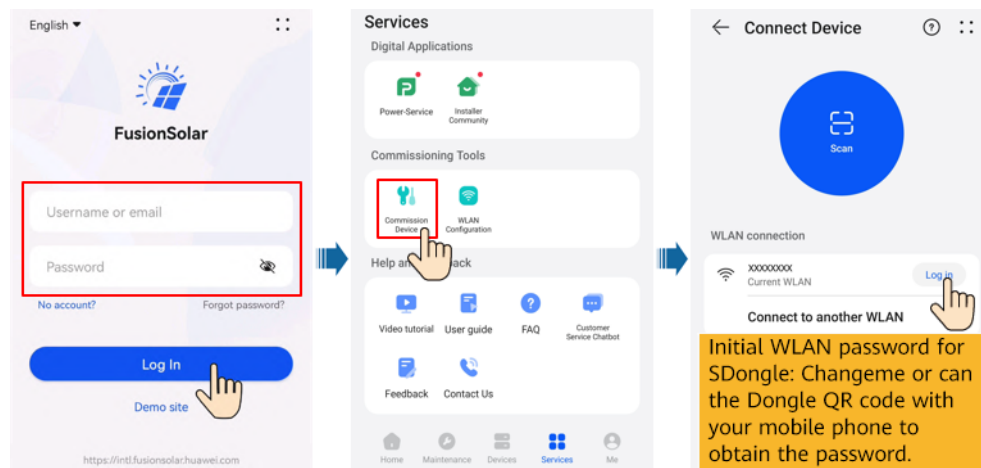 English
FusionSolar
Username or email
Password
No account?
Forgot password?
Log In
Demo site
https://intl.fusionsolar.huawei.com
Services
Digital Applications
Power-Service
Installer
Community
Commissioning Tools
Commission
Device
WLAN
Configuration
Help an
back
Video tutorial
User guide
FAQ
Customer
Service Chatbot
Feedback
Contact Us
Home
Maintenance
Devices
Services
Me
Connect Device
Scan
WLAN connection
XXXXXXXX
Current WLAN
Log in
Connect to another WLAN
Initial WLAN password for
SDongle: Changeme or can
the Dongle QR code with
your mobile phone to
obtain the password.